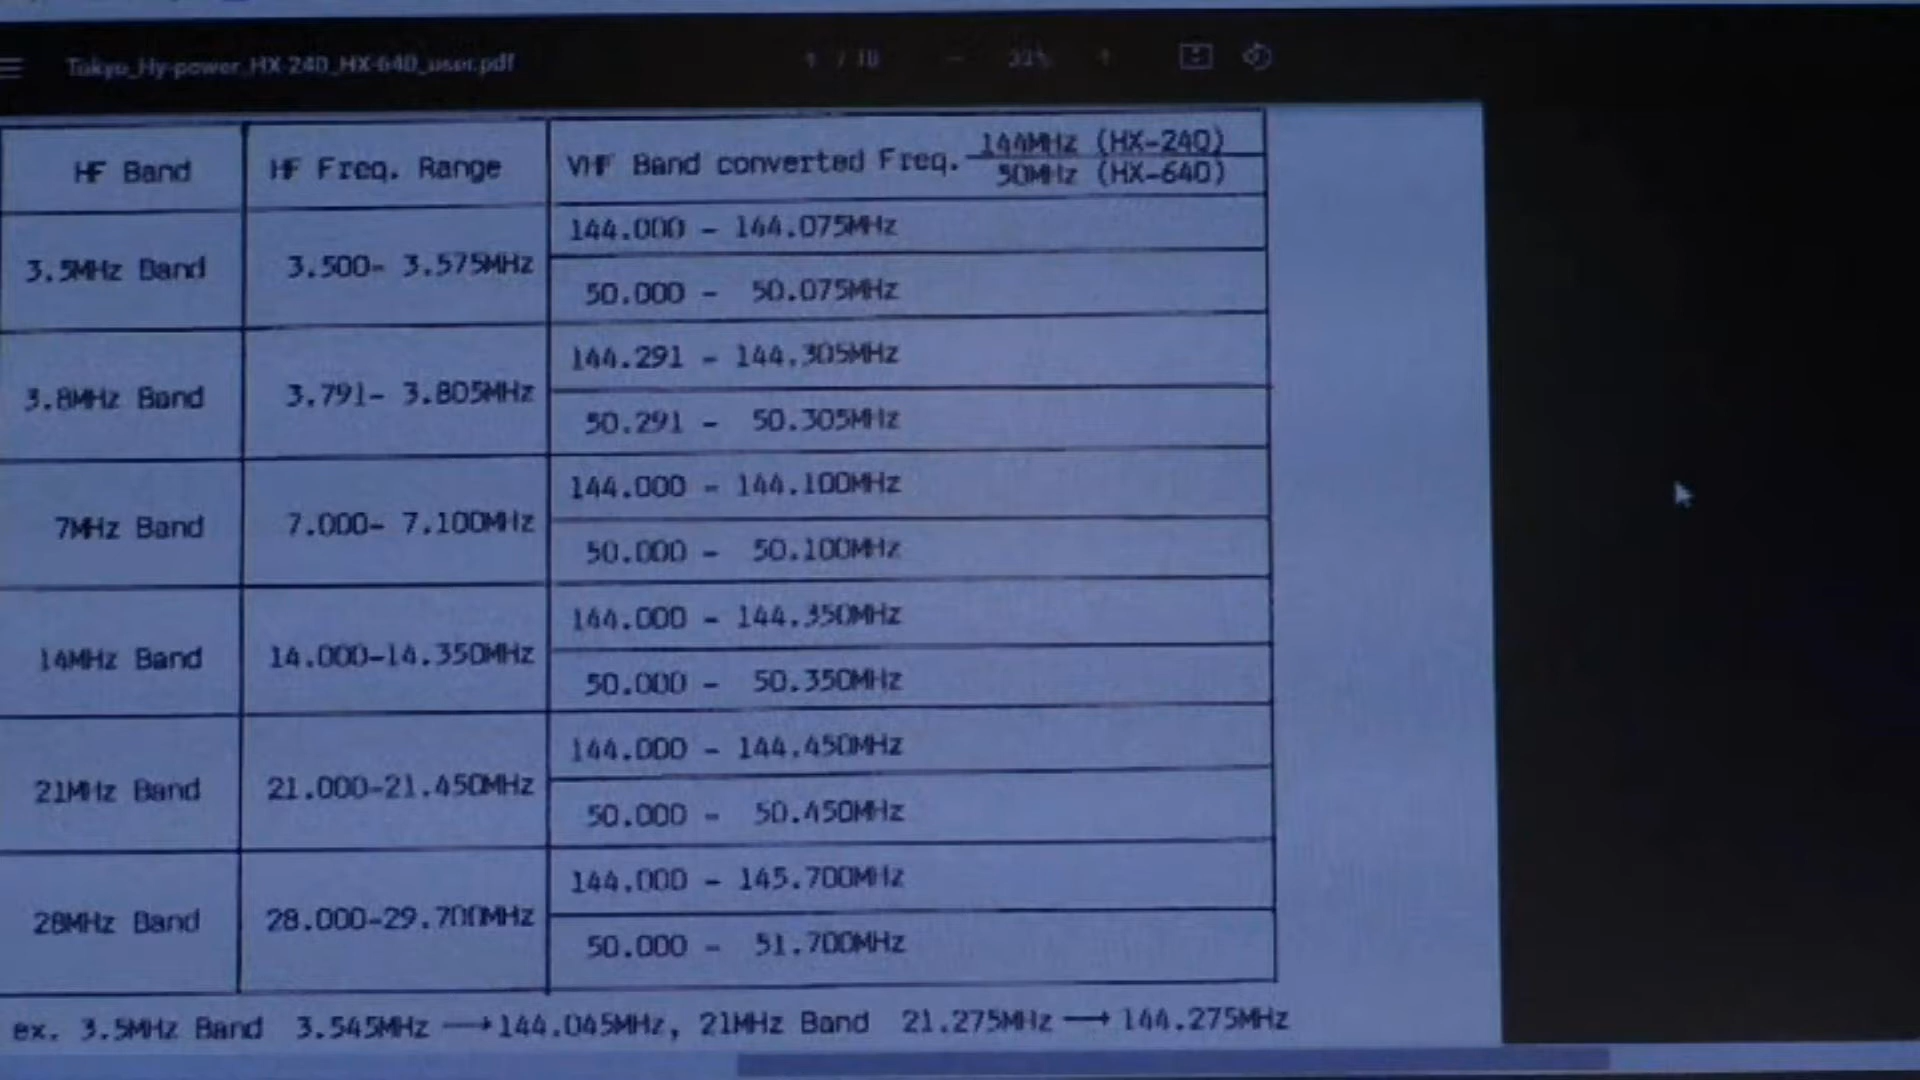 Tokyo_Hy-power_HX-240_HX-640_user.pdf
HF Band HF Freq. Range VHF Band converted Freq. 144MHz (HX-240)
50MHz (HX-640)
3.5MHz Band 3.500- 3.575MHz 144.000 - 144.075MHz
50.000 - 50.075MHz
3.8MHz Band 3.791- 3.805MHz 144.291 - 144.305MHz
50.291 - 50.305MHz
7MHz Band 7.000- 7.100MHz 144.000 - 144.100MHz
50.000 - 50.100MHz
14MHz Band 14.000-14.350MHz 144.000 - 144.350MHz
50.000 - 50.350MHz
21MHz Band 21.000-21.450MHz 144.000 - 144.450MHz
50.000 - 50.450MHz
28MHz Band 28.000-29.700MHz 144.000 - 145.700MHz
50.000 - 51.700MHz
ex. 3.5MHz Band 3.545MHz → 144.045MHz, 21MHz Band 21.275MHz → 144.275MHz